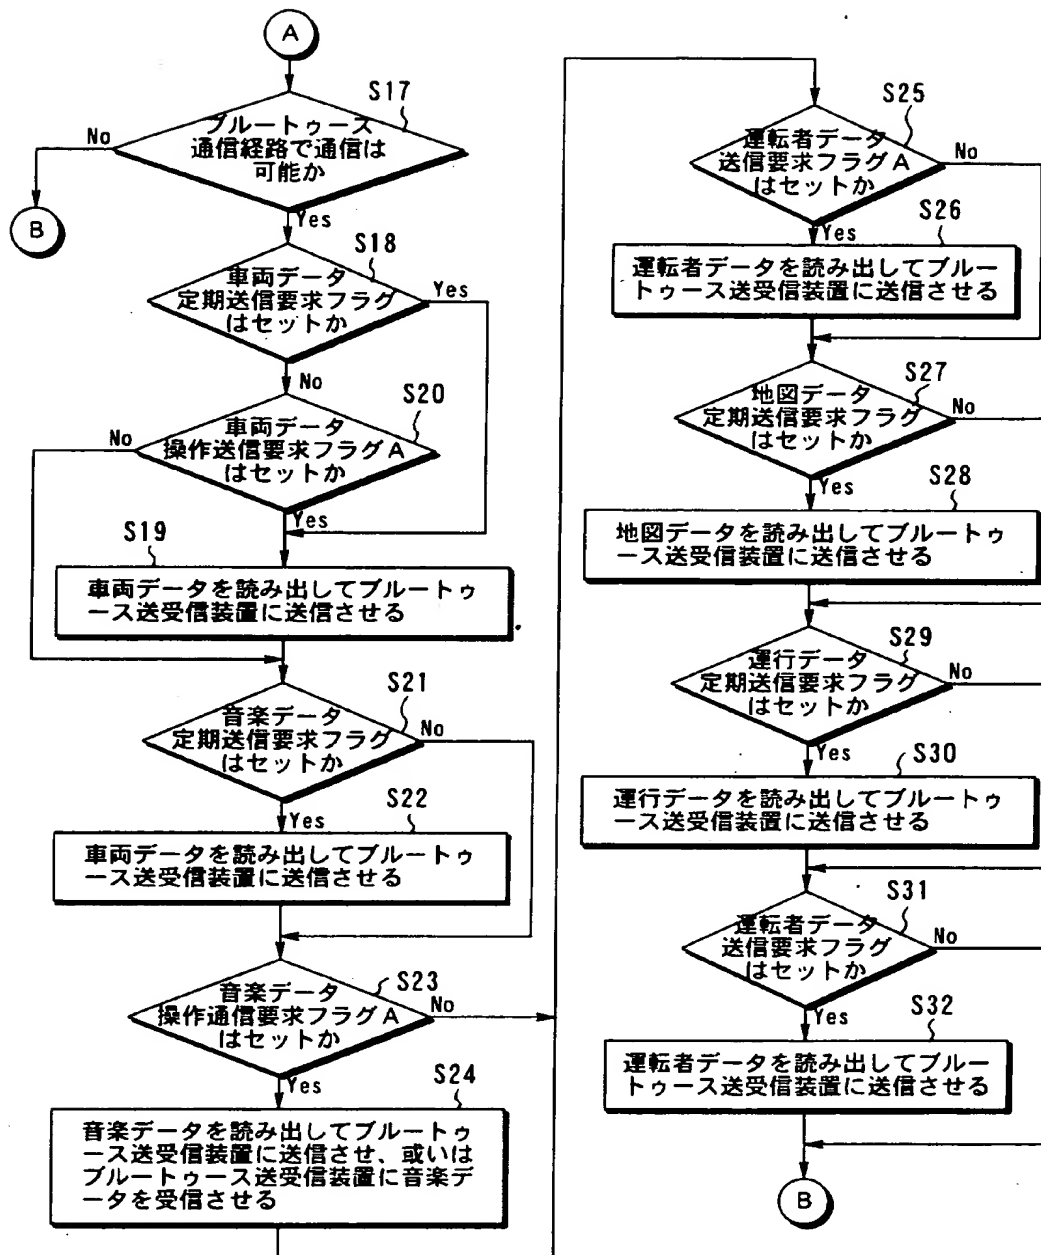 A
S17
ブルートゥース
通信経路で通信は
可能か
No
B
Yes
S18
車両データ
定期送信要求フラグ
はセットか
Yes
No
S20
車両データ
操作送信要求フラグA
はセットか
No
Yes
S19
車両データを読み出してブルートゥ
ース送受信装置に送信させる
S21
音楽データ
定期送信要求フラグ
はセットか
No
Yes
S22
車両データを読み出してブルートゥ
ース送受信装置に送信させる
S23
音楽データ
操作通信要求フラグA
はセットか
No
Yes
S24
音楽データを読み出してブルートゥ
ース送受信装置に送信させ、或いは
ブルートゥース送受信装置に音楽デ
ータを受信させる
S25
運転者データ
送信要求フラグA
はセットか
No
Yes
S26
運転者データを読み出してブルー
トゥース送受信装置に送信させる
S27
地図データ
定期送信要求フラグ
はセットか
No
Yes
S28
地図データを読み出してブルートゥ
ース送受信装置に送信させる
S29
運行データ
定期送信要求フラグ
はセットか
No
Yes
S30
運行データを読み出してブルートゥ
ース送受信装置に送信させる
S31
運転者データ
送信要求フラグ
はセットか
No
Yes
S32
運転者データを読み出してブルー
トゥース送受信装置に送信させる
B